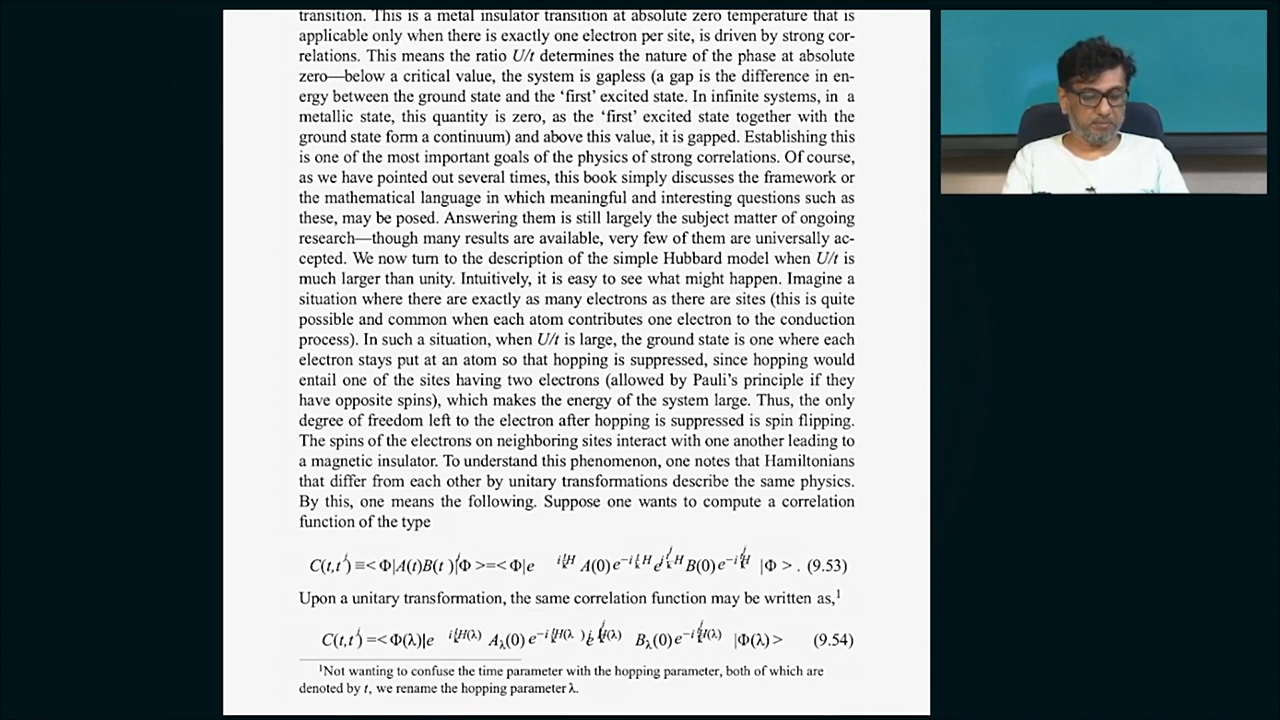 transition. This is a metal insulator transition at absolute zero temperature that is
applicable only when there is exactly one electron per site, is driven by strong cor-
relations. This means the ratio U/t determines the nature of the phase at absolute
zero—below a critical value, the system is gapless (a gap is the difference in en-
ergy between the ground state and the ‘first’ excited state. In infinite systems, in a
metallic state, this quantity is zero, as the ‘first’ excited state together with the
ground state form a continuum) and above this value, it is gapped. Establishing this
is one of the most important goals of the physics of strong correlations. Of course,
as we have pointed out several times, this book simply discusses the framework or
the mathematical language in which meaningful and interesting questions such as
these, may be posed. Answering them is still largely the subject matter of ongoing
research—though many results are available, very few of them are universally ac-
cepted. We now turn to the description of the simple Hubbard model when U/t is
much larger than unity. Intuitively, it is easy to see what might happen. Imagine a
situation where there are exactly as many electrons as there are sites (this is quite
possible and common when each atom contributes one electron to the conduction
process). In such a situation, when U/t is large, the ground state is one where each
electron stays put at an atom so that hopping is suppressed, since hopping would
entail one of the sites having two electrons (allowed by Pauli’s principle if they
have opposite spins), which makes the energy of the system large. Thus, the only
degree of freedom left to the electron after hopping is suppressed is spin flipping.
The spins of the electrons on neighboring sites interact with one another leading to
a magnetic insulator. To understand this phenomenon, one notes that Hamiltonians
that differ from each other by unitary transformations describe the same physics.
By this, one means the following. Suppose one wants to compute a correlation
function of the type
C(t,t′) ≡< Φ|A(t)B(t′)|Φ >=< Φ|e A(0)e B(0)e |Φ > . (9.53)
Upon a unitary transformation, the same correlation function may be written as,¹
C(t,t′) =< Φ(λ)|e Aλ(0) e Bλ(0)e |Φ(λ) > (9.54)
¹Not wanting to confuse the time parameter with the hopping parameter, both of which are
denoted by t, we rename the hopping parameter λ.